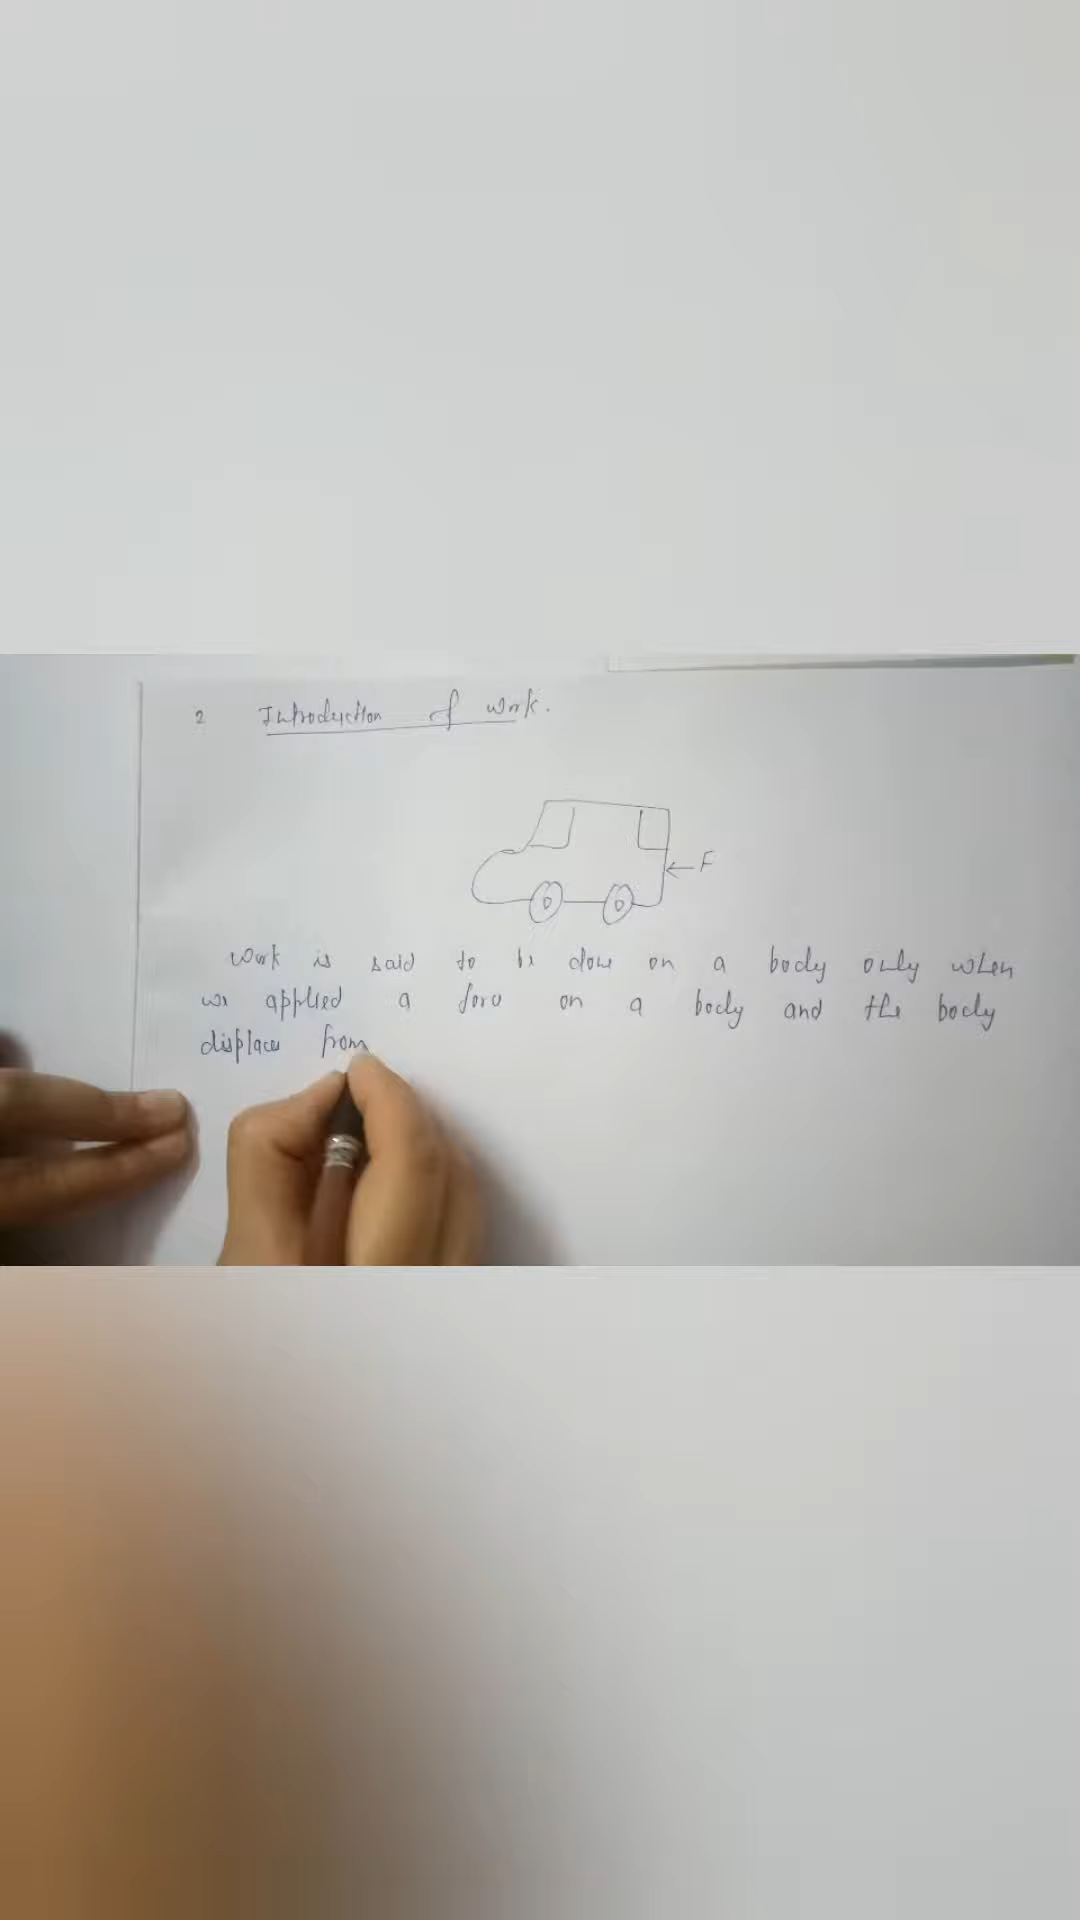 2 Introduction of work.
F
Work is said to be done on a body only when
we applied a force on a body and the body
displace from